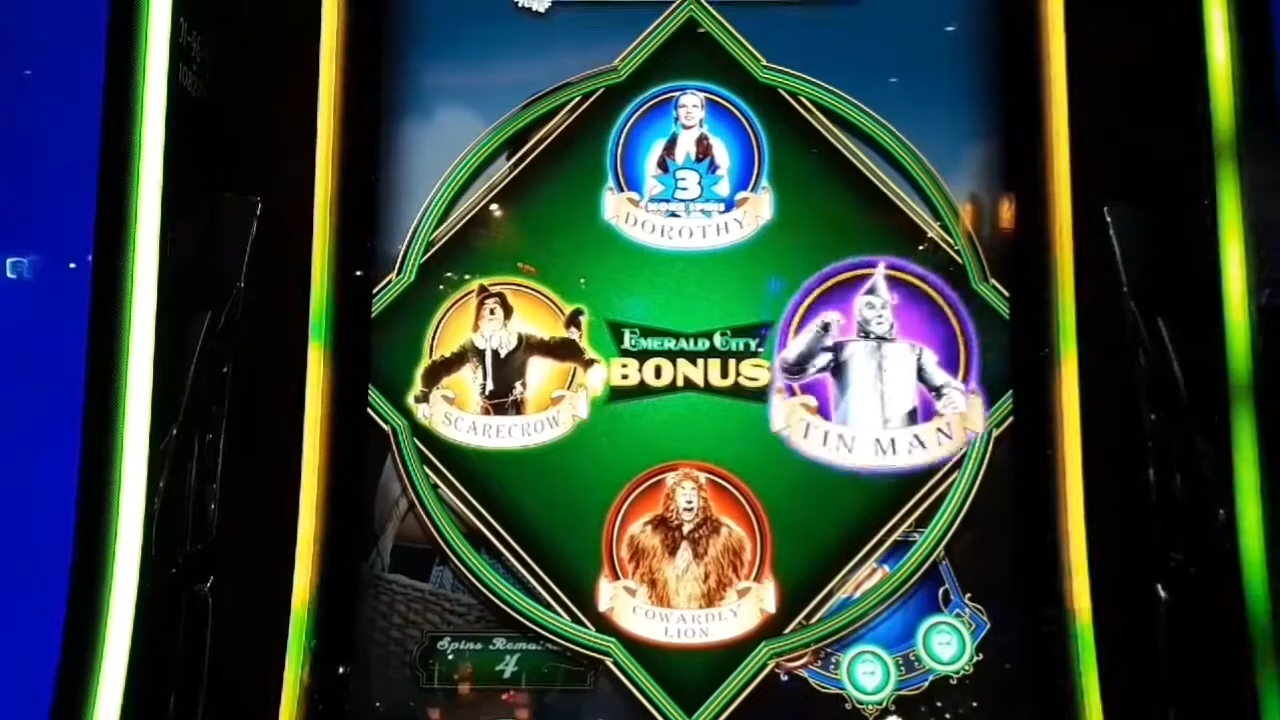 3
MORE SPINS
DOROTHY
EMERALD CITY
BONUS
SCARECROW
TIN MAN
COWARDLY
LION
Spins Remaining
4